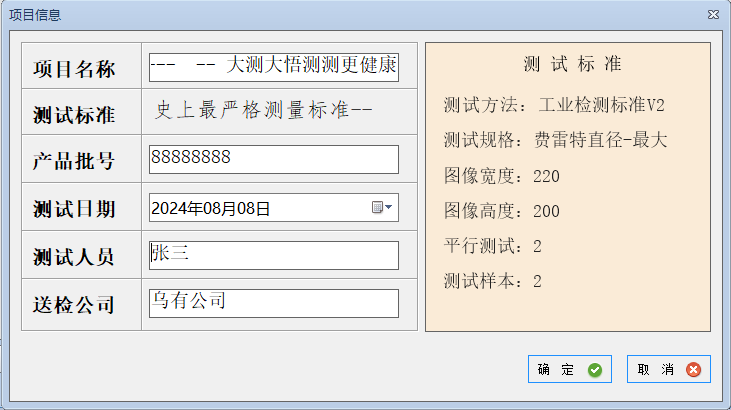 项目信息
项目名称 --- -- 大测大悟测测更健康
测试标准 史上最严格测量标准--
产品批号 88888888
测试日期 2024年08月08日
测试人员 张三
送检公司 乌有公司
测 试 标 准
测试方法：工业检测标准V2
测试规格：费雷特直径-最大
图像宽度：220
图像高度：200
平行测试：2
测试样本：2
确 定
取 消